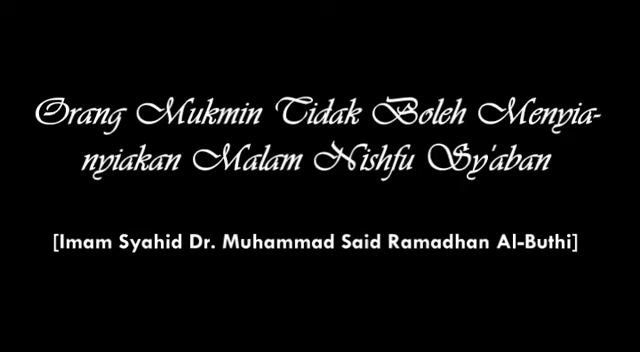 Orang Mukmin Tidak Boleh Menyia-
nyiakan Malam Nishfu Sy'aban
[Imam Syahid Dr. Muhammad Said Ramadhan Al-Buthi]